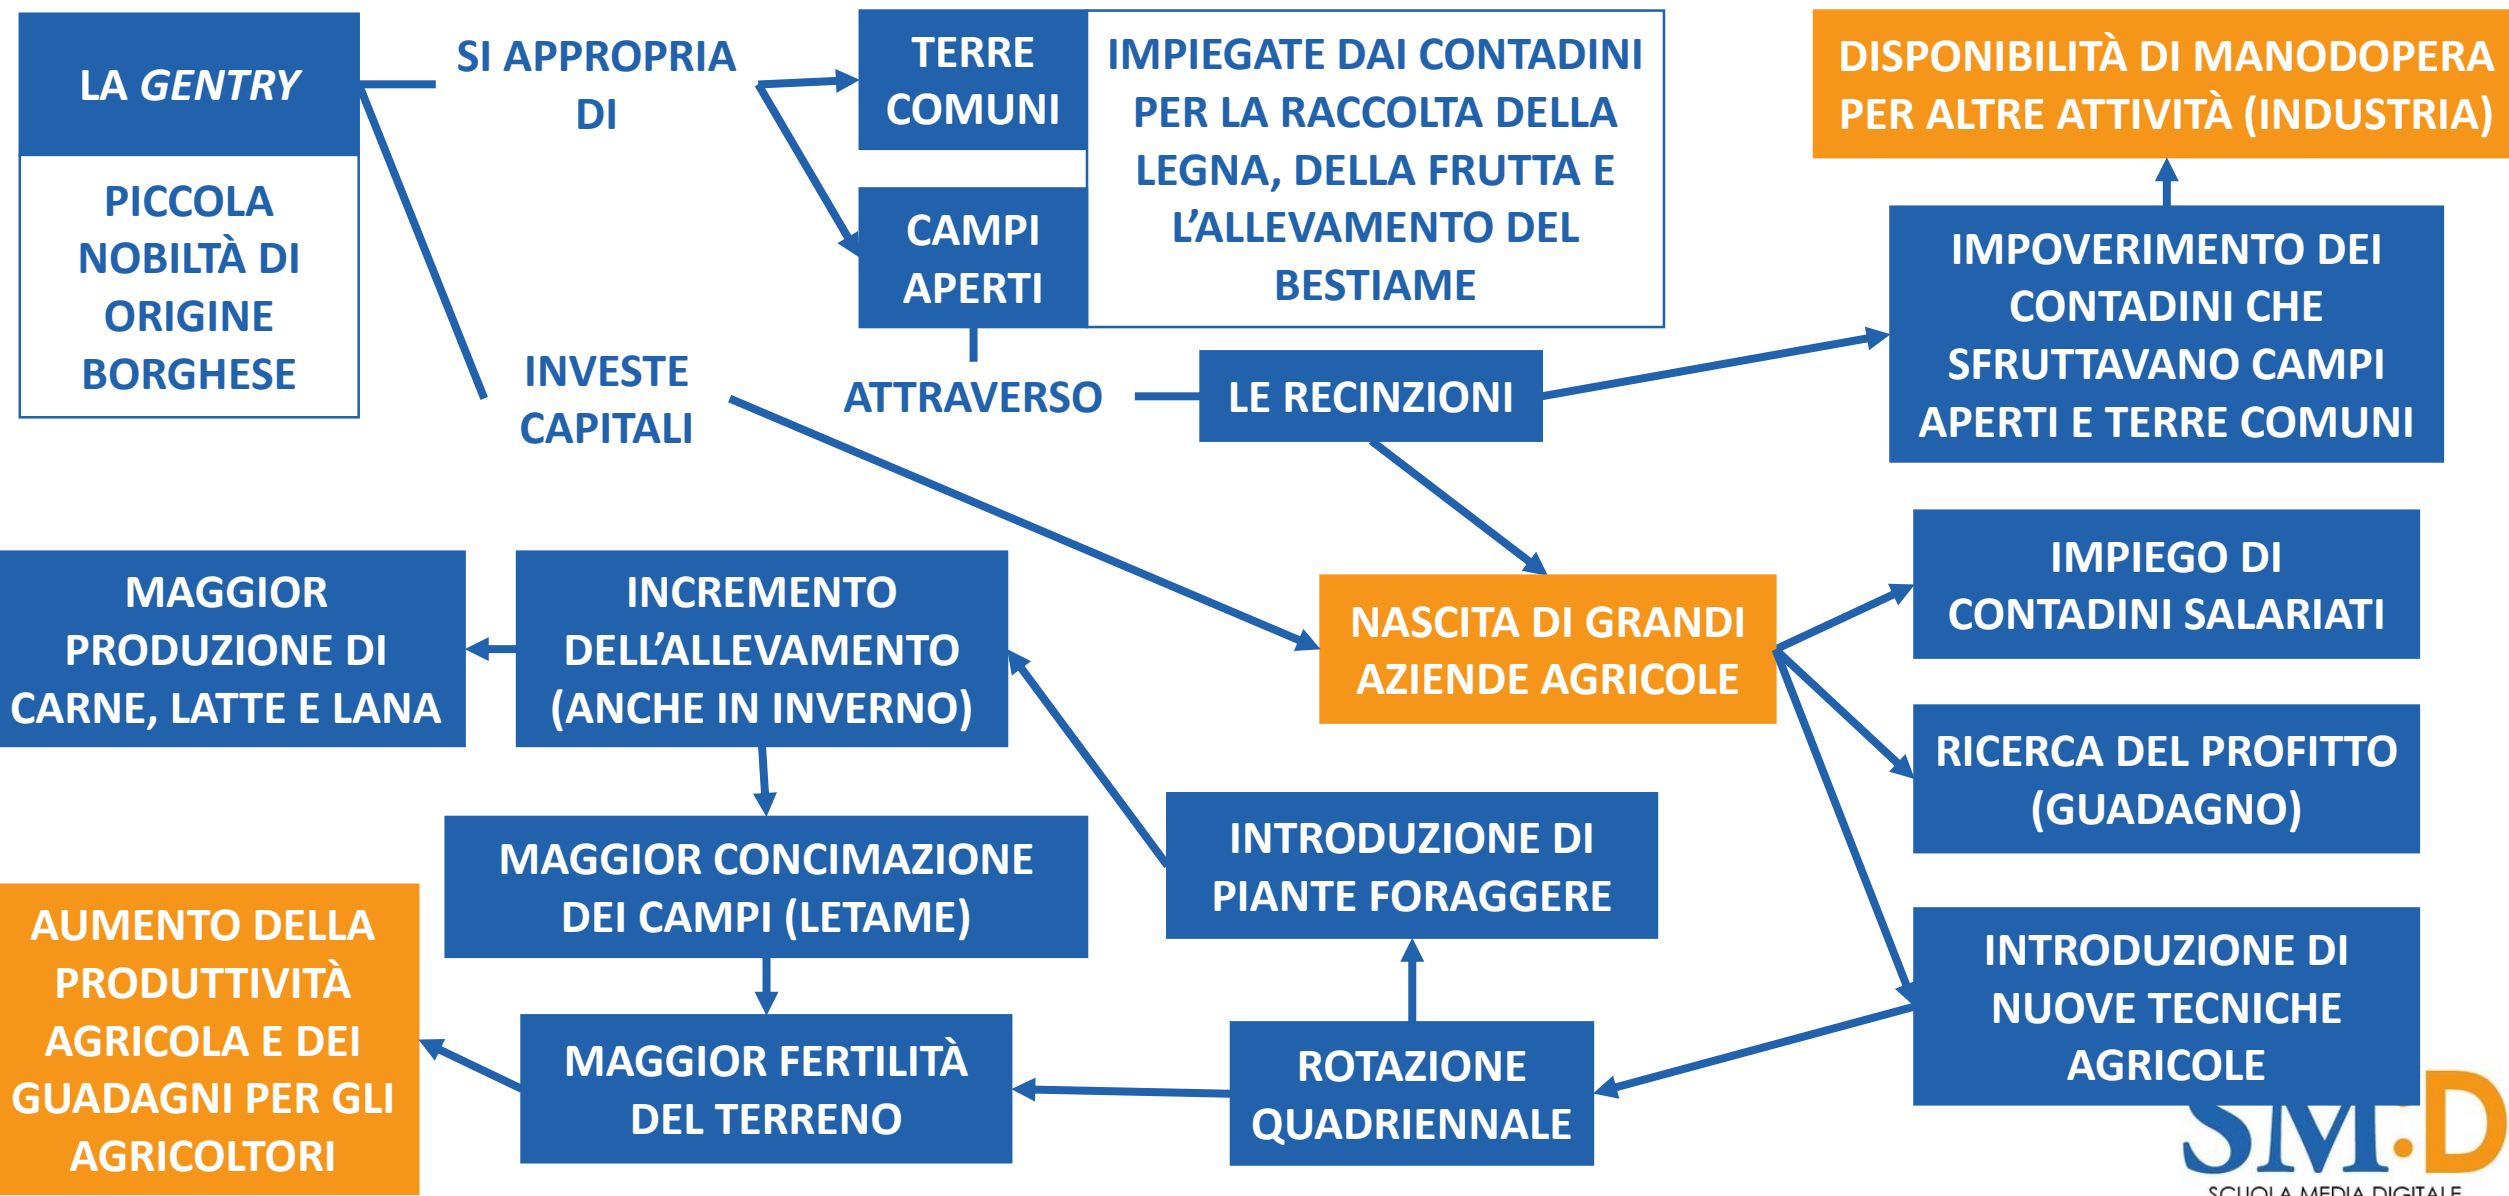 LA GENTRY
PICCOLA
NOBILTÀ DI
ORIGINE
BORGHESE
SI APPROPRIA
DI
TERRE
COMUNI
CAMPI
APERTI
IMPIEGATE DAI CONTADINI
PER LA RACCOLTA DELLA
LEGNA, DELLA FRUTTA E
L’ALLEVAMENTO DEL
BESTIAME
DISPONIBILITÀ DI MANODOPERA
PER ALTRE ATTIVITÀ (INDUSTRIA)
IMPOVERIMENTO DEI
CONTADINI CHE
SFRUTTAVANO CAMPI
APERTI E TERRE COMUNI
INVESTE
CAPITALI
ATTRAVERSO
LE RECINZIONI
MAGGIOR
PRODUZIONE DI
CARNE, LATTE E LANA
INCREMENTO
DELL’ALLEVAMENTO
(ANCHE IN INVERNO)
NASCITA DI GRANDI
AZIENDE AGRICOLE
IMPIEGO DI
CONTADINI SALARIATI
RICERCA DEL PROFITTO
(GUADAGNO)
MAGGIOR CONCIMAZIONE
DEI CAMPI (LETAME)
INTRODUZIONE DI
PIANTE FORAGGERE
AUMENTO DELLA
PRODUTTIVITÀ
AGRICOLA E DEI
GUADAGNI PER GLI
AGRICOLTORI
MAGGIOR FERTILITÀ
DEL TERRENO
ROTAZIONE
QUADRIENNALE
INTRODUZIONE DI
NUOVE TECNICHE
AGRICOLE
SM:D
SCUOLA MEDIA DIGITALE